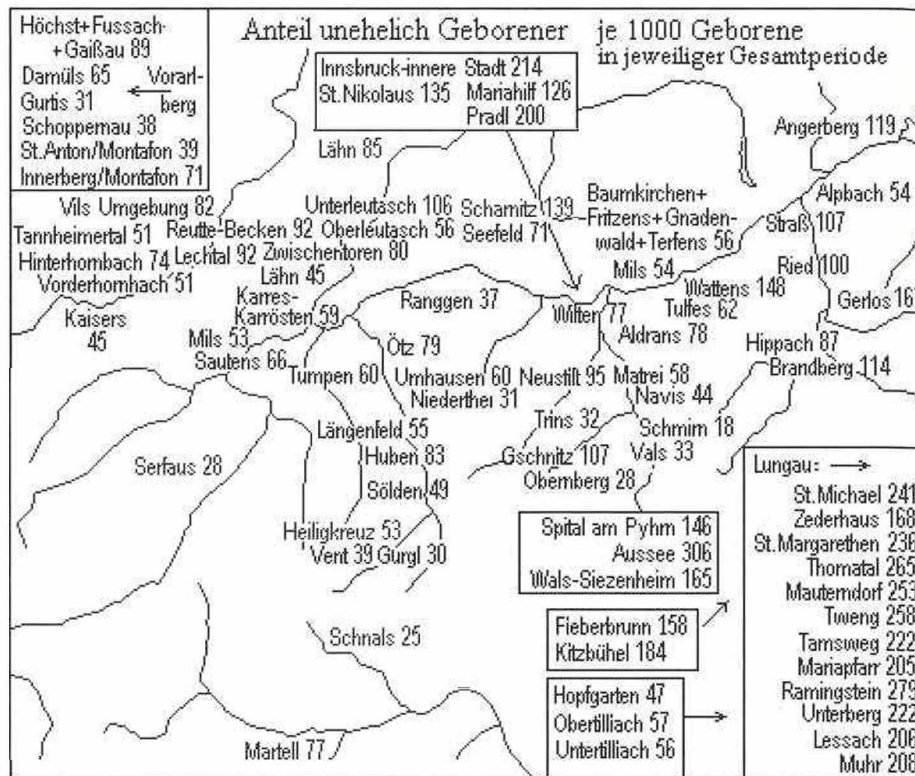 Anteil unehelich Geborener je 1000 Geborene
in jeweiliger Gesamtperiode
Höchst+Fussach-
+Gaißau 89
Damüls 65 Vorarl-
Gurtis 31 berg
Schoppernau 38
St.Anton/Montafon 39
Innerberg/Montafon 71
Innsbruck-innere Stadt 214
St.Nikolaus 135 Mariahilf 126
Pradl 200
Lähn 85
Angerberg 119
Vils Umgebung 82
Unterleutasch 106
Scharnitz 139
Baumkirchen+
Fritzens+Gnaden-
wald+Terfens 56
Alpbach 54
Straß 107
Tannheimertal 51
Reutte-Becken 92
Oberleutasch 56
Seefeld 71
Hinterhornbach 74
Lechtal 92
Zwischentoren 80
Mils 54
Ried 100
Vorderhornbach 51
Lähn 45
Wattens 148
Kaisers
45
Karres-
Karrösten 59
Ranggen 37
Wilten 77
Tulfes 62
Gerlos 16
Mils 53
Ötz 79
Aldrans 78
Hippach 87
Sautens 66
Tumpen 60
Umhausen 60
Neustift 95
Matrei 58
Brandberg 114
Niederthei 31
Navis 44
Längenfeld 55
Trins 32
Schmirn 18
Serfaus 28
Huben 83
Gschnitz 107
Vals 33
Sölden 49
Obernberg 28
Heiligkreuz 53
Vent 39
Gurgl 30
Spital am Pyhrn 146
Aussee 306
Wals-Siezenheim 165
Fieberbrunn 158
Kitzbühel 184
Schnals 25
Hopfgarten 47
Obertilliach 57
Untertilliach 56
Martell 77
Lungau:
St.Michael 241
Zederhaus 168
St.Margarethen 236
Thomatal 265
Mauterndorf 253
Tweng 258
Tamsweg 222
Mariapfarr 205
Ramingstein 279
Unterberg 222
Lessach 206
Muhr 208